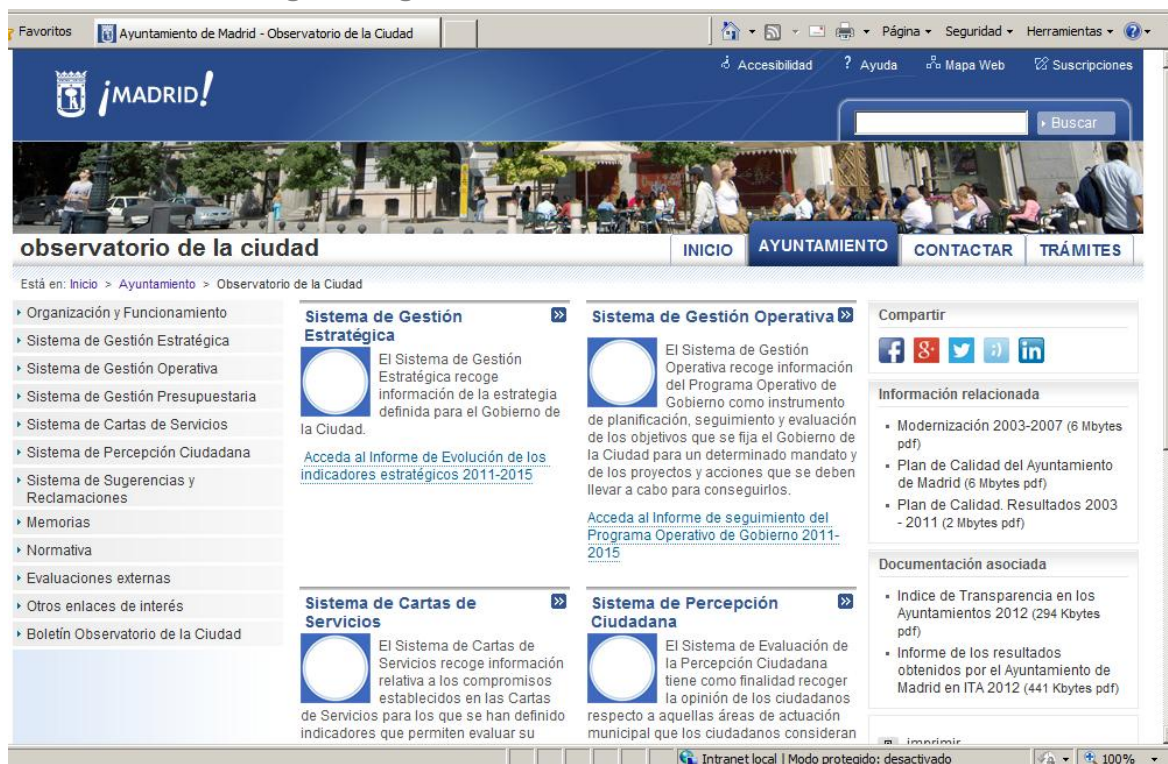 Favoritos
Ayuntamiento de Madrid - Observatorio de la Ciudad
Página
Seguridad
Herramientas
Accesibilidad
? Ayuda
Mapa Web
Suscripciones
¡MADRID!
Buscar
observatorio de la ciudad
INICIO
AYUNTAMIENTO
CONTACTAR
TRÁMITES
Está en: Inicio > Ayuntamiento > Observatorio de la Ciudad
Organización y Funcionamiento
Sistema de Gestión Estratégica
Sistema de Gestión Operativa
Sistema de Gestión Presupuestaria
Sistema de Cartas de Servicios
Sistema de Percepción Ciudadana
Sistema de Sugerencias y
Reclamaciones
Memorias
Normativa
Evaluaciones externas
Otros enlaces de interés
Boletín Observatorio de la Ciudad
Sistema de Gestión
Estratégica
El Sistema de Gestión
Estratégica recoge
información de la estrategia
definida para el Gobierno de
la Ciudad.
Acceda al Informe de Evolución de los
indicadores estratégicos 2011-2015
Sistema de Gestión Operativa
El Sistema de Gestión
Operativa recoge información
del Programa Operativo de
Gobierno como instrumento
de planificación, seguimiento y evaluación
de los objetivos que se fija el Gobierno de
la Ciudad para un determinado mandato y
de los proyectos y acciones que se deben
llevar a cabo para conseguirlos.
Acceda al Informe de seguimiento del
Programa Operativo de Gobierno 2011-
2015
Sistema de Cartas de
Servicios
El Sistema de Cartas de
Servicios recoge información
relativa a los compromisos
establecidos en las Cartas
de Servicios para los que se han definido
indicadores que permiten evaluar su
Sistema de Percepción
Ciudadana
El Sistema de Evaluación de
la Percepción Ciudadana
tiene como finalidad recoger
la opinión de los ciudadanos
respecto a aquellas áreas de actuación
municipal que los ciudadanos consideran
Compartir
Información relacionada
Modernización 2003-2007 (6 Mbytes
pdf)
Plan de Calidad del Ayuntamiento
de Madrid (6 Mbytes pdf)
Plan de Calidad. Resultados 2003
- 2011 (2 Mbytes pdf)
Documentación asociada
Indice de Transparencia en los
Ayuntamientos 2012 (294 Kbytes
pdf)
Informe de los resultados
obtenidos por el Ayuntamiento de
Madrid en ITA 2012 (441 Kbytes pdf)
imprimir
Intranet local | Modo protegido: desactivado
100%